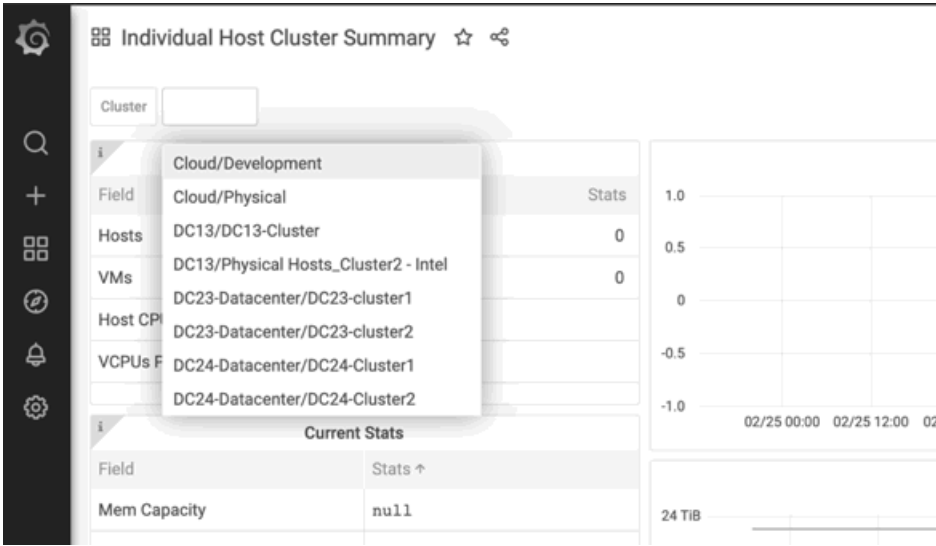 Individual Host Cluster Summary
Cluster
i
Cloud/Development
Cloud/Physical
DC13/DC13-Cluster
DC13/Physical Hosts_Cluster2 - Intel
DC23-Datacenter/DC23-cluster1
DC23-Datacenter/DC23-cluster2
DC24-Datacenter/DC24-Cluster1
DC24-Datacenter/DC24-Cluster2
Field Stats
Hosts 0
VMs 0
Host
VCPUs
i
Current Stats
Field Stats ↑
Mem Capacity null
1.0
0.5
0
-0.5
-1.0
02/25 00:00 02/25 12:00 02
24 TiB